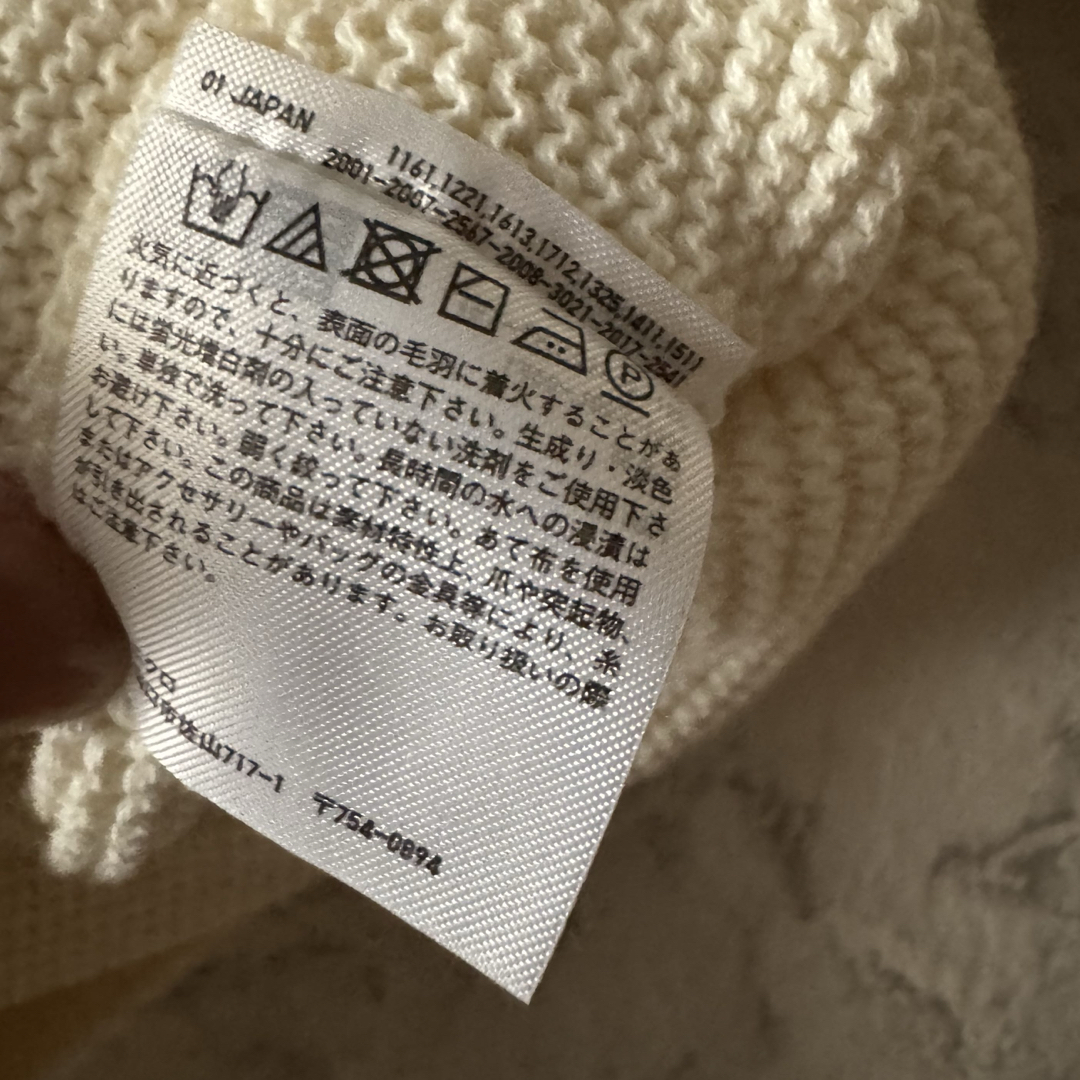 01 JAPAN
1161,1221,1613,1712,1325,1411,1511
2001-2007-2567-2008-3021-2017-2541
P
火気に近づくと、表面の毛羽に着火することがあ
りますので、十分にご注意下さい。生成り・淡色
には蛍光増白剤の入っていない洗剤をご使用下さ
い。単独で洗って下さい。長時間の水への浸漬は
お避け下さい。弱く絞って下さい。あて布を使用
して下さい。この商品は素材特性上、爪や突起物、
またはアクセサリーやバッグの金具等により、糸
が引き出されることがあります。お取り扱いの際
はご注意下さい。
クロ
市佐山717-1 〒754-0894